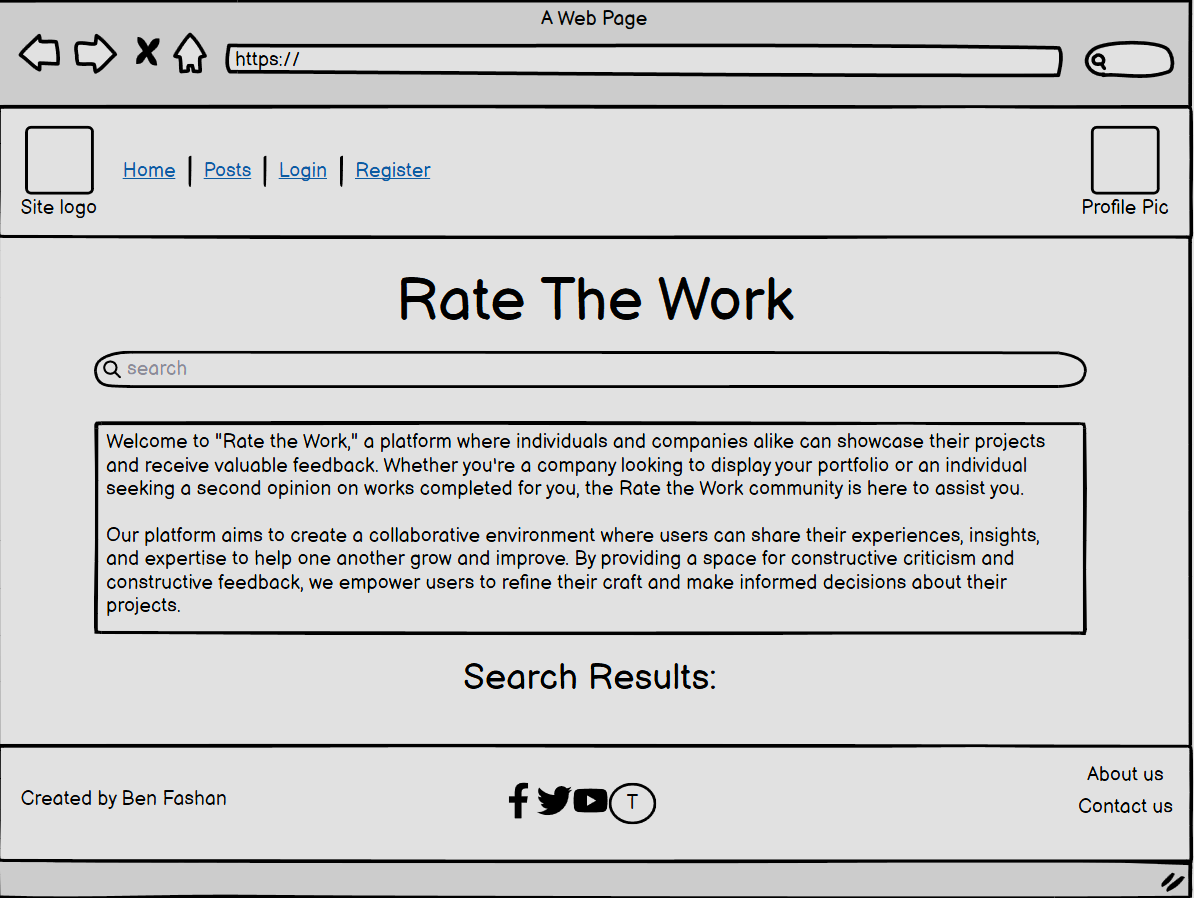 A Web Page
https://
Home | Posts | Login | Register
Site logo
Profile Pic
Rate The Work
search
Welcome to "Rate the Work," a platform where individuals and companies alike can showcase their projects
and receive valuable feedback. Whether you're a company looking to display your portfolio or an individual
seeking a second opinion on works completed for you, the Rate the Work community is here to assist you.
Our platform aims to create a collaborative environment where users can share their experiences, insights,
and expertise to help one another grow and improve. By providing a space for constructive criticism and
constructive feedback, we empower users to refine their craft and make informed decisions about their
projects.
Search Results:
Created by Ben Fashan
T
About us
Contact us